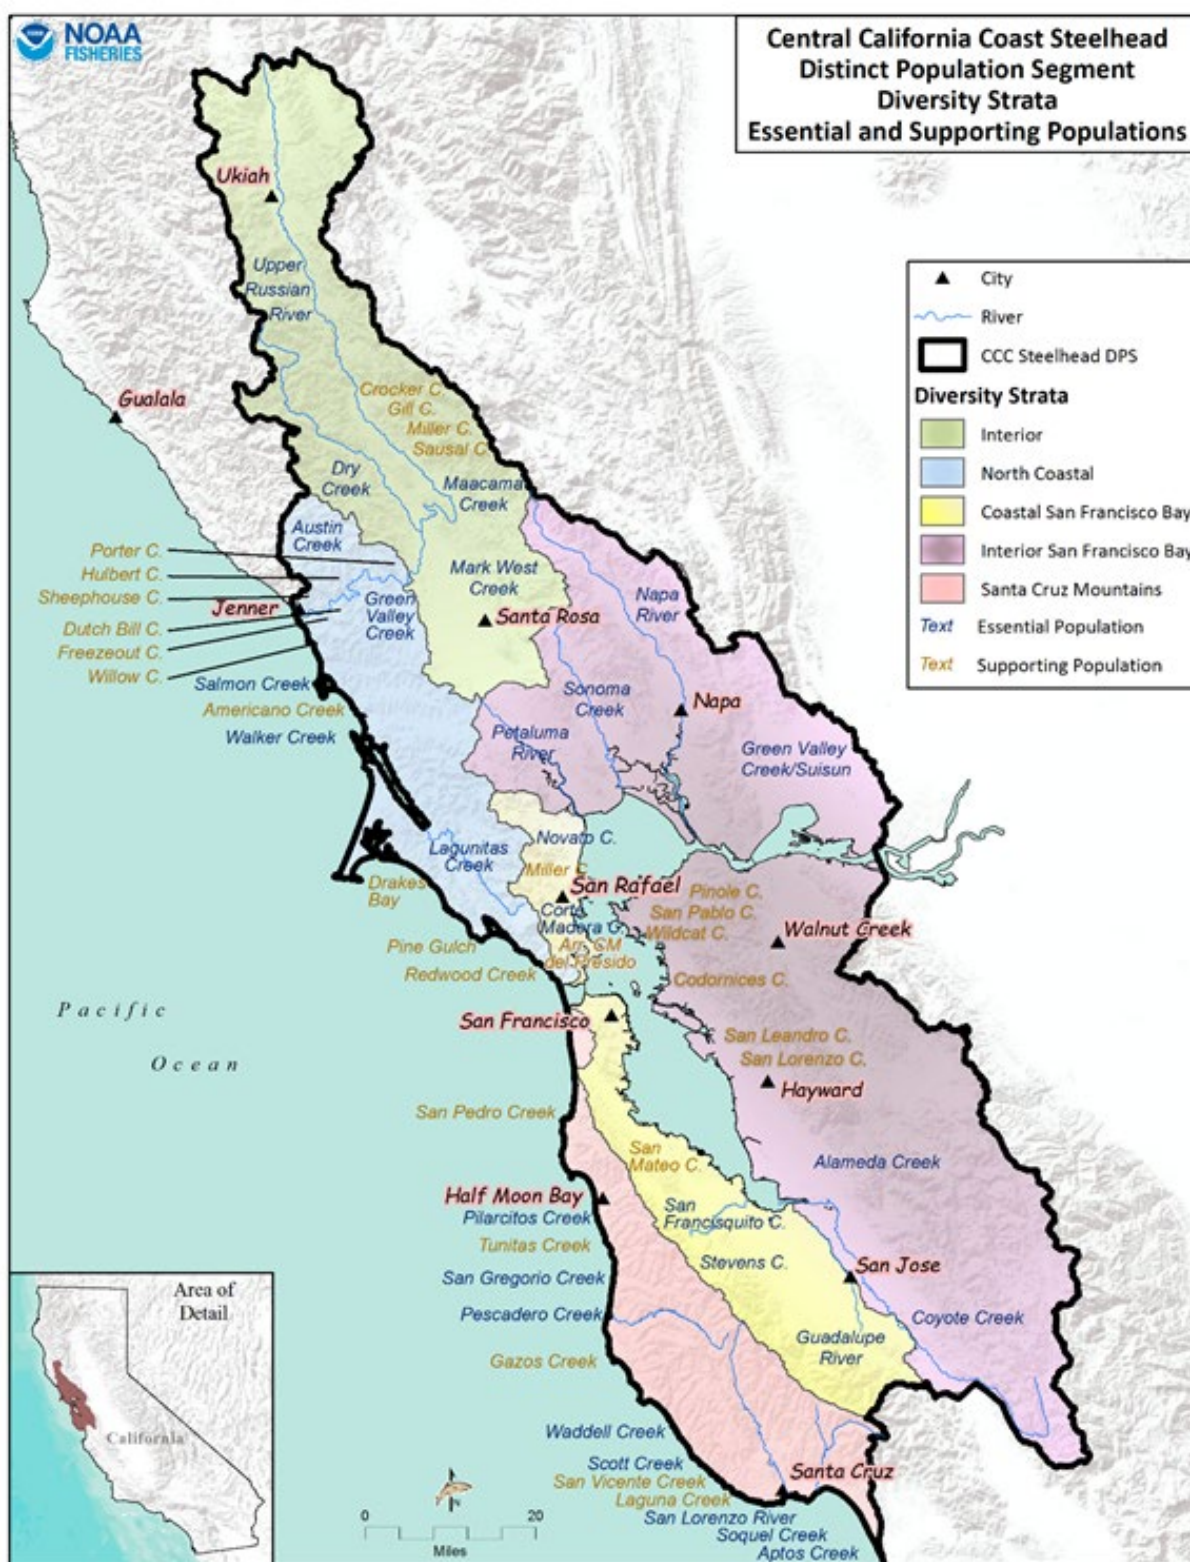 NOAA
FISHERIES
Central California Coast Steelhead
Distinct Population Segment
Diversity Strata
Essential and Supporting Populations
City
River
CCC Steelhead DPS
Diversity Strata
Interior
North Coastal
Coastal San Francisco Bay
Interior San Francisco Bay
Santa Cruz Mountains
Text Essential Population
Text Supporting Population
Ukiah
Upper
Russian
River
Gualala
Crocker C.
Gill C.
Miller C.
Sausal C.
Dry
Creek
Maacama
Creek
Austin
Creek
Porter C.
Hulbert C.
Sheephouse C.
Jenner
Dutch Bill C.
Freezeout C.
Willow C.
Green
Valley
Creek
Mark West
Creek
Santa Rosa
Napa
River
Salmon Creek
Americano Creek
Walker Creek
Sonoma
Creek
Napa
Petaluma
River
Green Valley
Creek/Suisun
Novato C.
Lagunitas
Creek
Miller C.
San Rafael
Drakes
Bay
Corte
Madera C.
Arr. CM
del Presido
Pinole C.
San Pablo C.
Wildcat C.
Walnut Creek
Pine Gulch
Redwood Creek
Codornices C.
Pacific
Ocean
San Francisco
San Leandro C.
San Lorenzo C.
Hayward
San Pedro Creek
San
Mateo C.
Alameda Creek
Half Moon Bay
Pilarcitos Creek
San
Francisquito C.
Tunitas Creek
Stevens C.
San Jose
San Gregorio Creek
Pescadero Creek
Coyote Creek
Guadalupe
River
Gazos Creek
Waddell Creek
Scott Creek
Santa Cruz
San Vicente Creek
Laguna Creek
San Lorenzo River
Soquel Creek
Aptos Creek
Area of
Detail
California
0 20
Miles